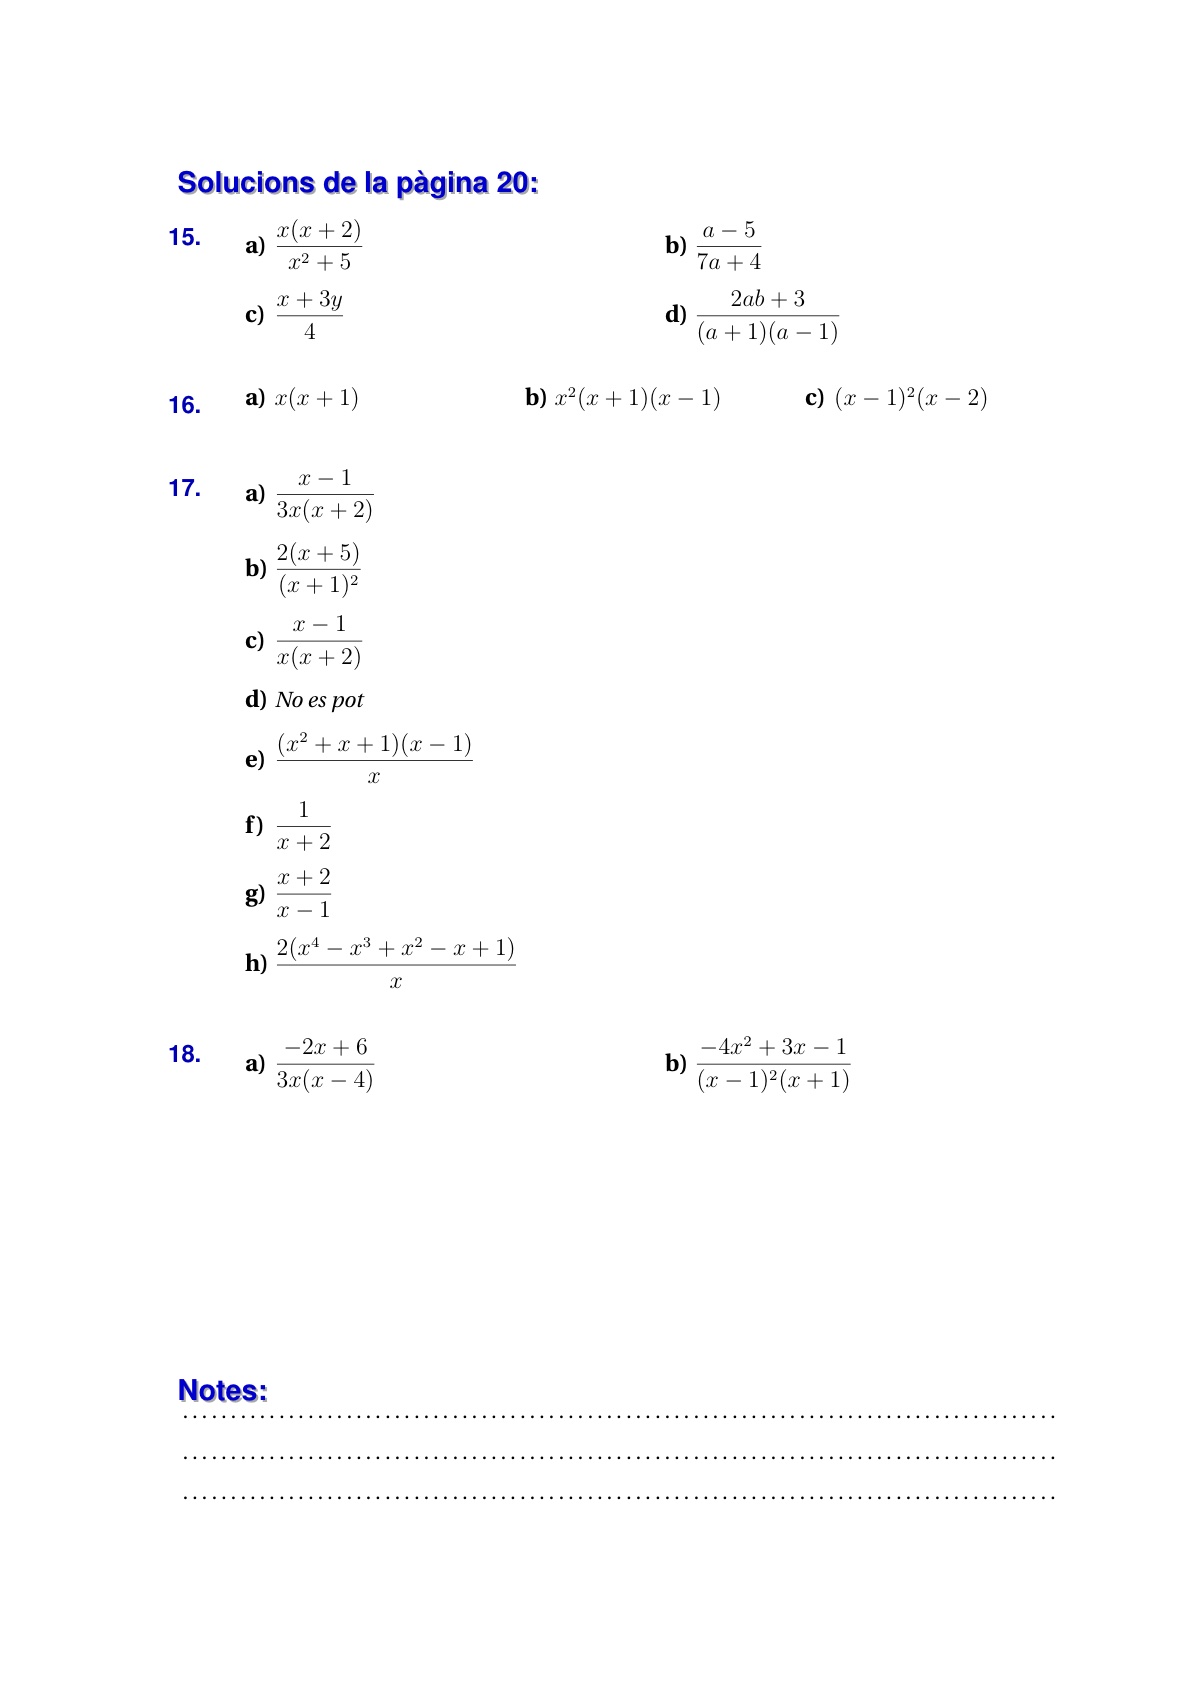 Solucions de la pàgina 20:
15. a) $\frac{x(x+2)}{x^2+5}$ b) $\frac{a-5}{7a+4}$
c) $\frac{x+3y}{4}$ d) $\frac{2ab+3}{(a+1)(a-1)}$
16. a) $x(x+1)$ b) $x^2(x+1)(x-1)$ c) $(x-1)^2(x-2)$
17. a) $\frac{x-1}{3x(x+2)}$
b) $\frac{2(x+5)}{(x+1)^2}$
c) $\frac{x-1}{x(x+2)}$
d) No es pot
e) $\frac{(x^2+x+1)(x-1)}{x}$
f) $\frac{1}{x+2}$
g) $\frac{x+2}{x-1}$
h) $\frac{2(x^4-x^3+x^2-x+1)}{x}$
18. a) $\frac{-2x+6}{3x(x-4)}$ b) $\frac{-4x^2+3x-1}{(x-1)^2(x+1)}$
Notes: